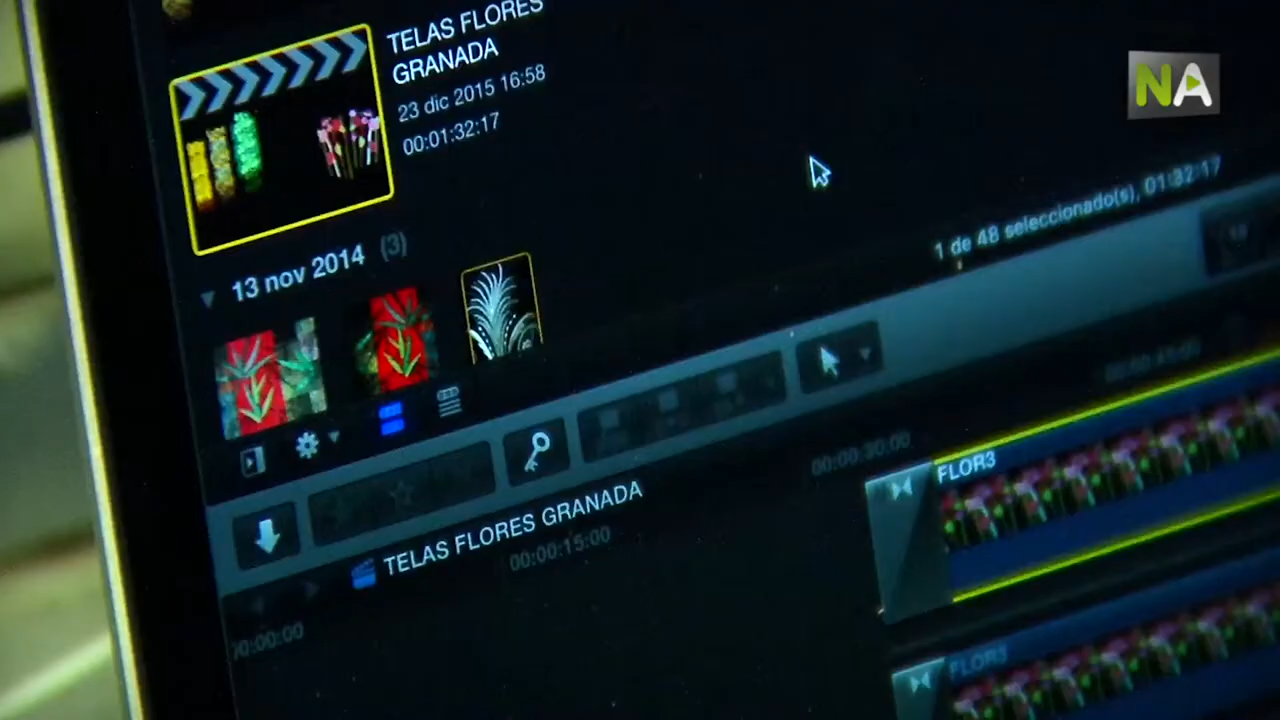 TELAS FLORES
GRANADA
23 dic 2015 16:58
00:01:32:17
NA
1 de 48 seleccionado(s), 01:32:17
13 nov 2014 (3)
00:00:30:00
FLOR3
TELAS FLORES GRANADA
00:00:15:00
00:00:00
FLOR3